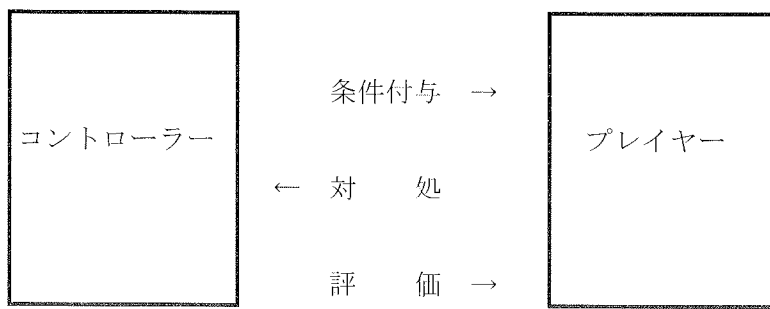 条件付与 →
コントローラー
プレイヤー
← 対　処
評　価 →